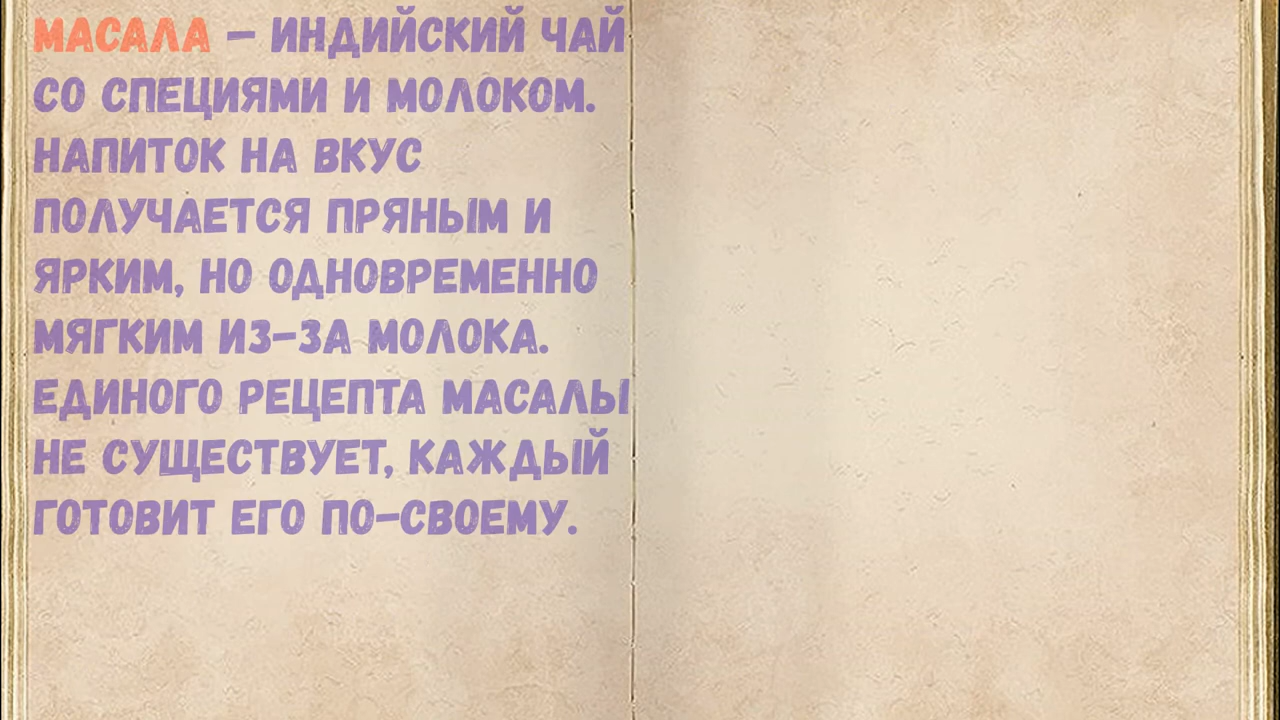 МАСАЛА – ИНДИЙСКИЙ ЧАЙ
СО СПЕЦИЯМИ И МОЛОКОМ.
НАПИТОК НА ВКУС
ПОЛУЧАЕТСЯ ПРЯНЫМ И
ЯРКИМ, НО ОДНОВРЕМЕННО
МЯГКИМ ИЗ-ЗА МОЛОКА.
ЕДИНОГО РЕЦЕПТА МАСАЛЫ
НЕ СУЩЕСТВУЕТ, КАЖДЫЙ
ГОТОВИТ ЕГО ПО-СВОЕМУ.